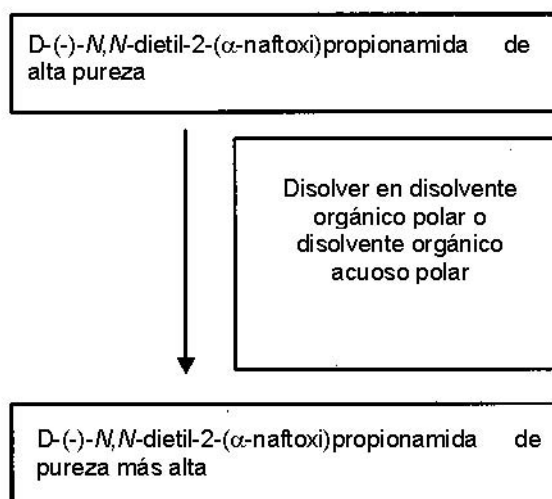 D-(-)-N,N-dietil-2-(α-naftoxi)propionamida de
alta pureza
Disolver en disolvente
orgánico polar o
disolvente orgánico
acuoso polar
D-(-)-N,N-dietil-2-(α-naftoxi)propionamida de
pureza más alta